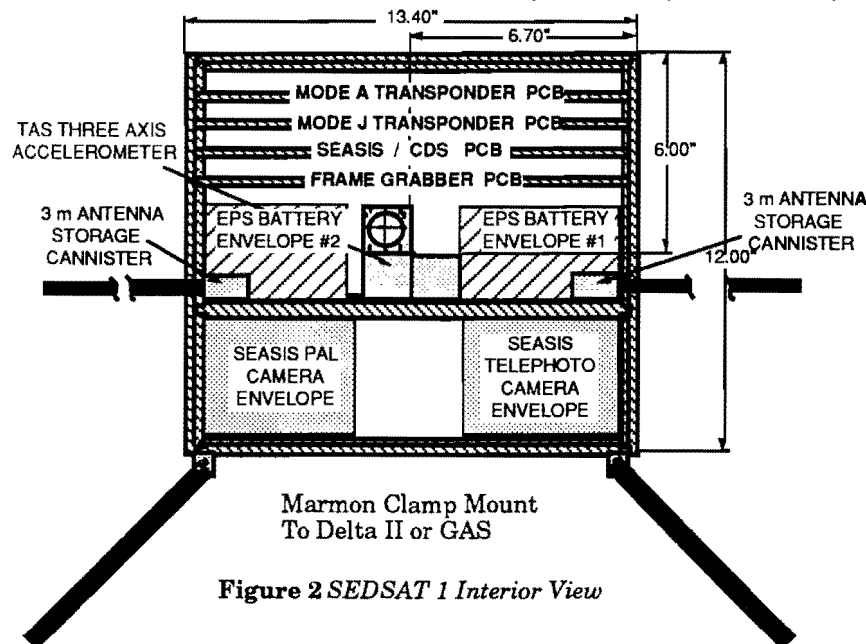 13.40"
6.70"
MODE A TRANSPONDER PCB
MODE J TRANSPONDER PCB
SEASIS / CDS PCB
FRAME GRABBER PCB
TAS THREE AXIS
ACCELEROMETER
6.00"
3 m ANTENNA
STORAGE
CANNISTER
EPS BATTERY
ENVELOPE #2
EPS BATTERY
ENVELOPE #1
3 m ANTENNA
STORAGE
CANNISTER
12.00"
SEASIS PAL
CAMERA
ENVELOPE
SEASIS
TELEPHOTO
CAMERA
ENVELOPE
Marmon Clamp Mount
To Delta II or GAS
Figure 2 SEDSAT 1 Interior View